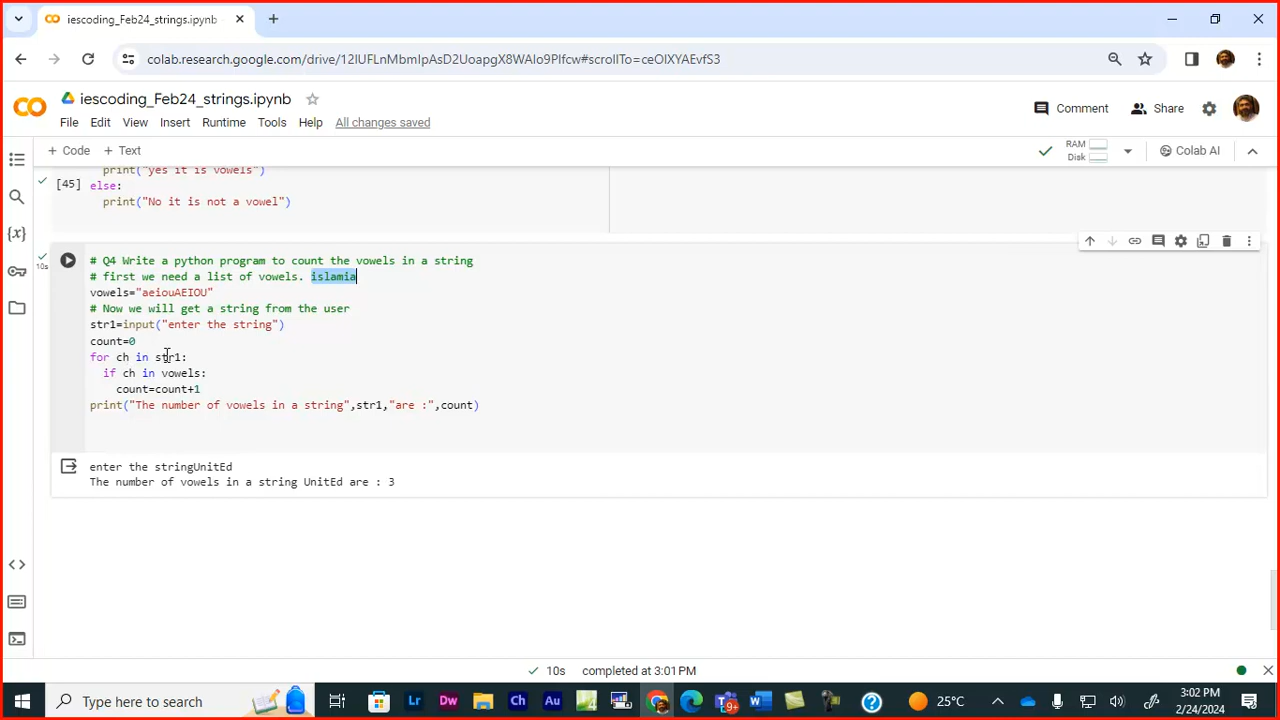 iescoding_Feb24_strings.ipynb
colab.research.google.com/drive/12IUFLnMbmIpAsD2UoapgX8WAIo9PIfcw#scrollTo=ceOIXYAEvfS3
iescoding_Feb24_strings.ipynb
Comment
Share
File Edit View Insert Runtime Tools Help All changes saved
+ Code + Text
RAM
Disk
Colab AI
print("yes it is vowels")
[45] else:
print("No it is not a vowel")
10s
# Q4 Write a python program to count the vowels in a string
# first we need a list of vowels. islamia
vowels="aeiouAEIOU"
# Now we will get a string from the user
str1=input("enter the string")
count=0
for ch in str1:
if ch in vowels:
count=count+1
print("The number of vowels in a string",str1,"are :",count)
enter the stringUnitEd
The number of vowels in a string UnitEd are : 3
10s completed at 3:01 PM
Type here to search
Lr
Dw
Ch
Au
25°C
3:02 PM
2/24/2024